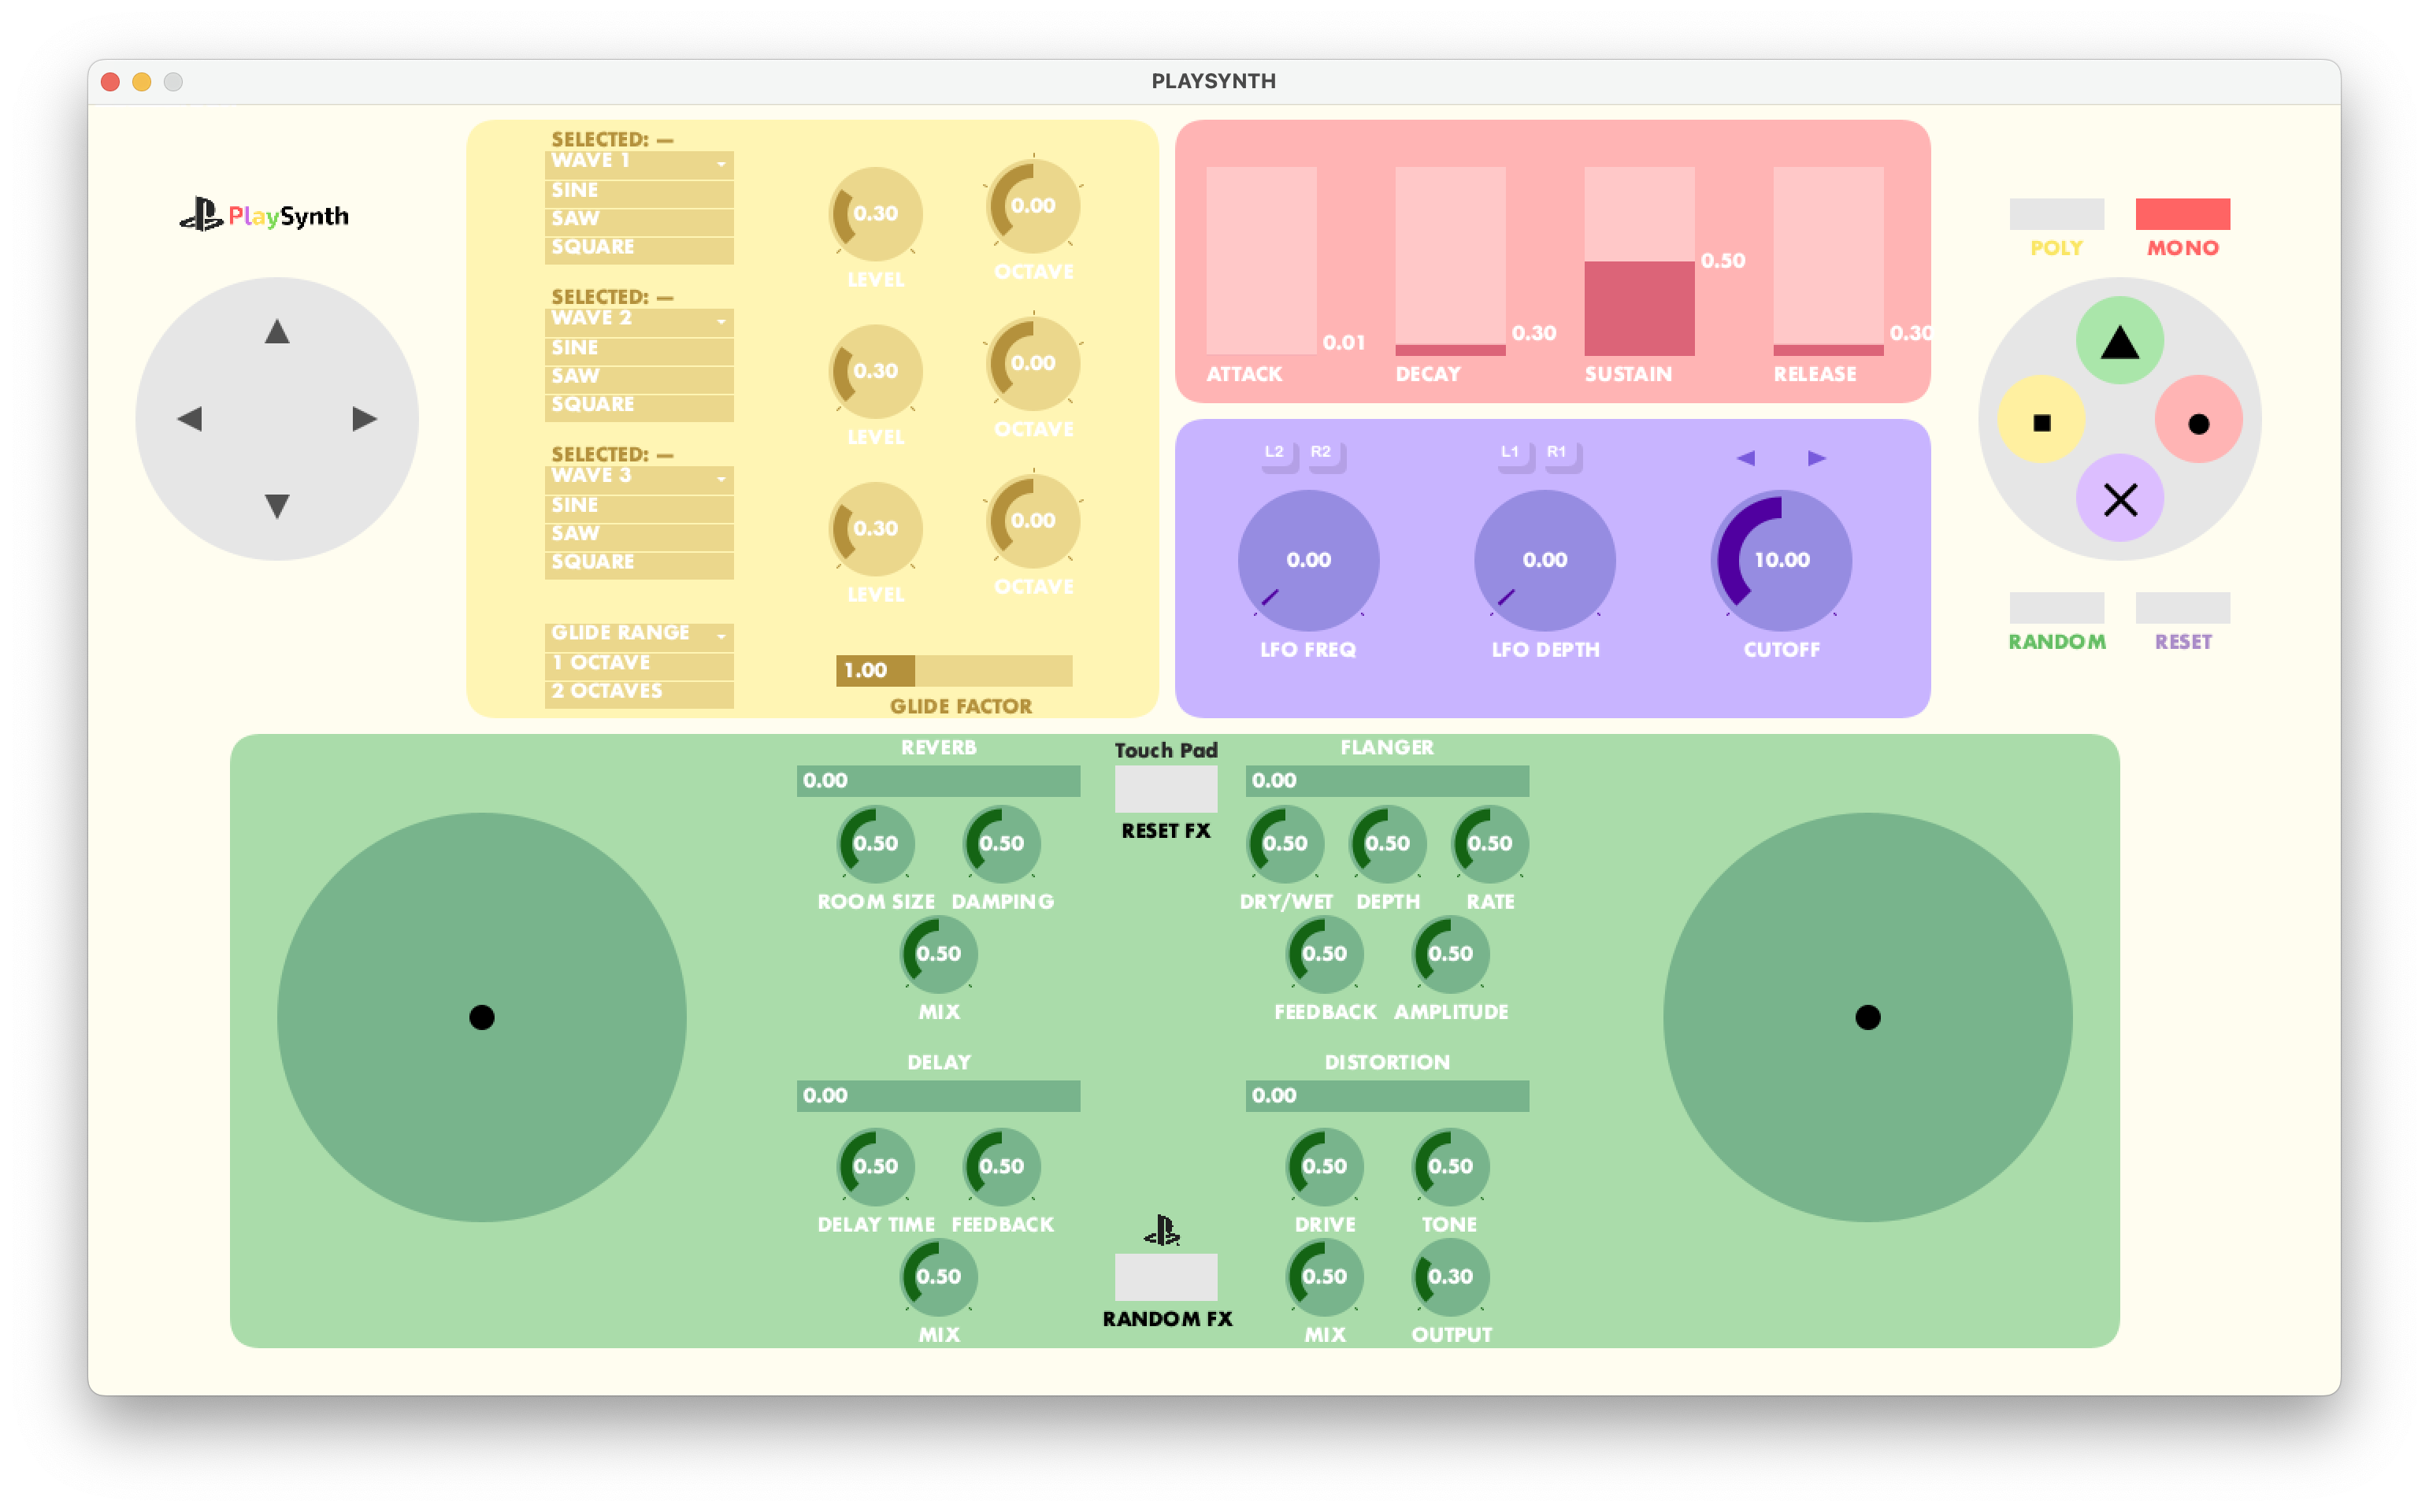 PLAYSYNTH
PlaySynth
SELECTED: —
WAVE 1
SINE
SAW
SQUARE
0.30
LEVEL
0.00
OCTAVE
SELECTED: —
WAVE 2
SINE
SAW
SQUARE
0.30
LEVEL
0.00
OCTAVE
SELECTED: —
WAVE 3
SINE
SAW
SQUARE
0.30
LEVEL
0.00
OCTAVE
GLIDE RANGE
1 OCTAVE
2 OCTAVES
1.00
GLIDE FACTOR
0.01
ATTACK
0.30
DECAY
0.50
SUSTAIN
0.30
RELEASE
L2 R2
0.00
LFO FREQ
L1 R1
0.00
LFO DEPTH
10.00
CUTOFF
POLY
MONO
RANDOM
RESET
REVERB
0.00
0.50
ROOM SIZE
0.50
DAMPING
0.50
MIX
Touch Pad
RESET FX
FLANGER
0.00
0.50
DRY/WET
0.50
DEPTH
0.50
RATE
0.50
FEEDBACK
0.50
AMPLITUDE
DELAY
0.00
0.50
DELAY TIME
0.50
FEEDBACK
0.50
MIX
RANDOM FX
DISTORTION
0.00
0.50
DRIVE
0.50
TONE
0.50
MIX
0.30
OUTPUT